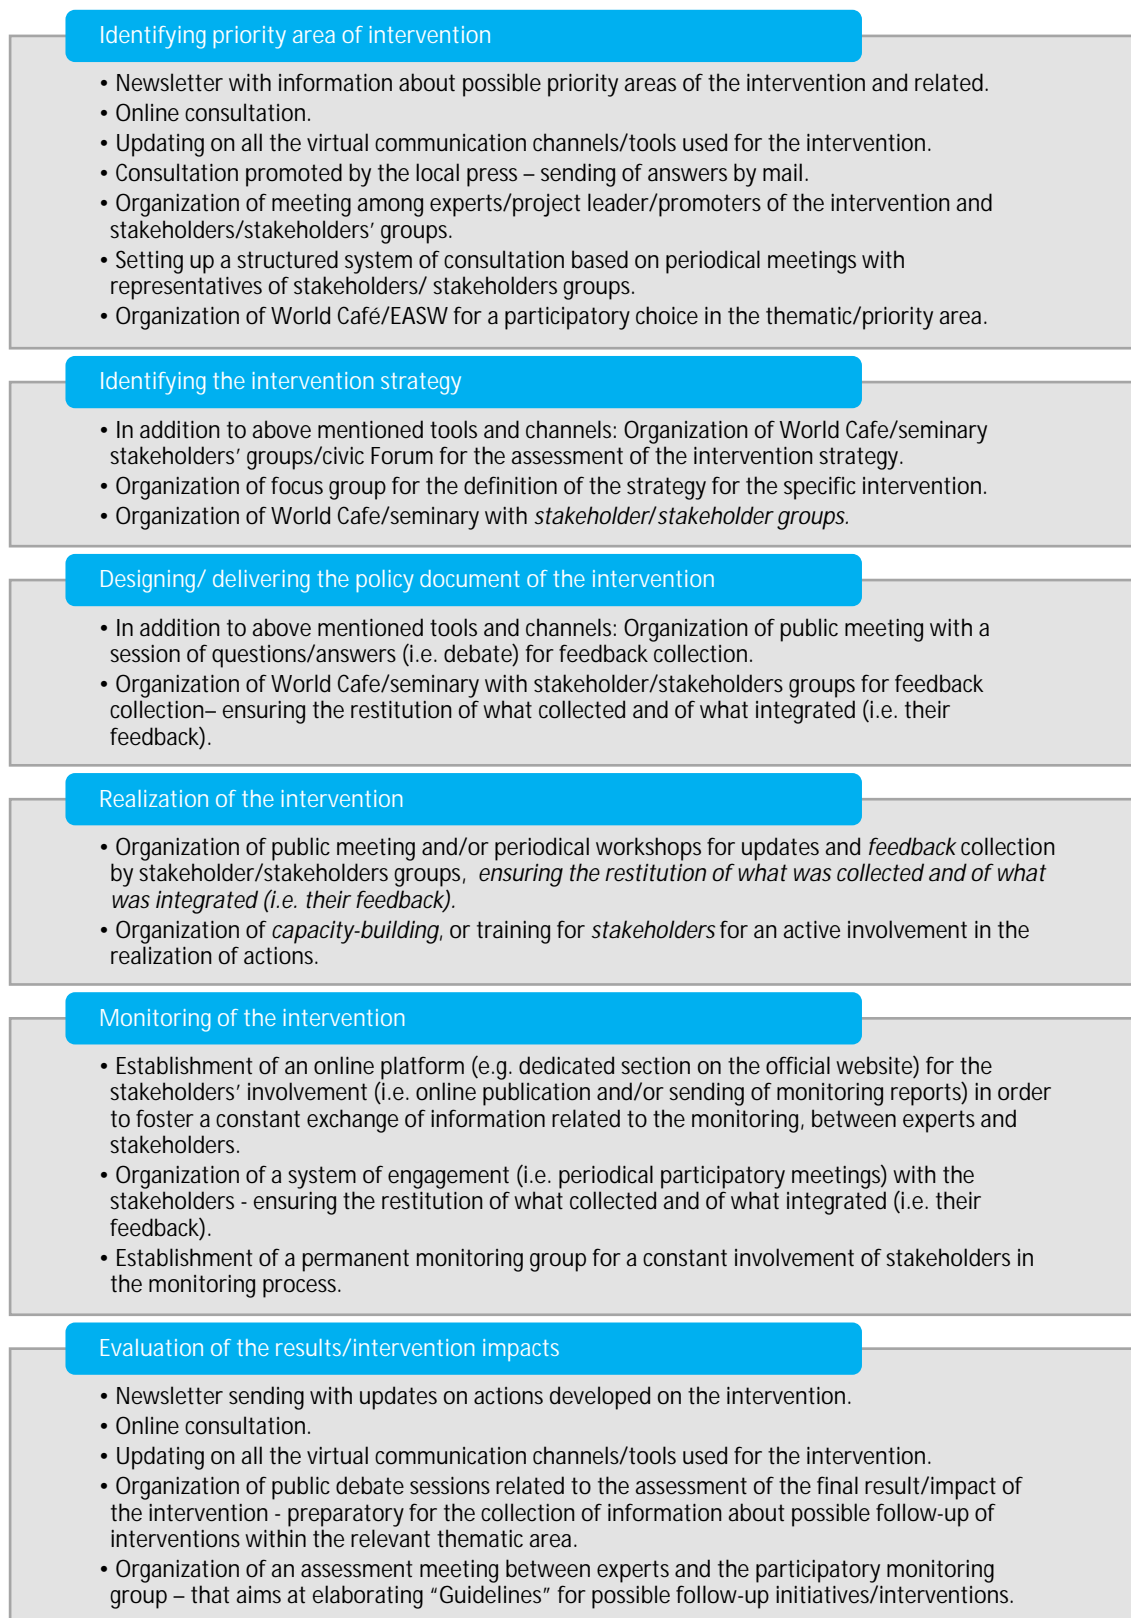 Identifying priority area of intervention
• Newsletter with information about possible priority areas of the intervention and related.
• Online consultation.
• Updating on all the virtual communication channels/tools used for the intervention.
• Consultation promoted by the local press – sending of answers by mail.
• Organization of meeting among experts/project leader/promoters of the intervention and
stakeholders/stakeholders' groups.
• Setting up a structured system of consultation based on periodical meetings with
representatives of stakeholders/ stakeholders groups.
• Organization of World Café/EASW for a participatory choice in the thematic/priority area.
Identifying the intervention strategy
• In addition to above mentioned tools and channels: Organization of World Cafe/seminary
stakeholders' groups/civic Forum for the assessment of the intervention strategy.
• Organization of focus group for the definition of the strategy for the specific intervention.
• Organization of World Cafe/seminary with stakeholder/stakeholder groups.
Designing/ delivering the policy document of the intervention
• In addition to above mentioned tools and channels: Organization of public meeting with a
session of questions/answers (i.e. debate) for feedback collection.
• Organization of World Cafe/seminary with stakeholder/stakeholders groups for feedback
collection– ensuring the restitution of what collected and of what integrated (i.e. their
feedback).
Realization of the intervention
• Organization of public meeting and/or periodical workshops for updates and feedback collection
by stakeholder/stakeholders groups, ensuring the restitution of what was collected and of what
was integrated (i.e. their feedback).
• Organization of capacity-building, or training for stakeholders for an active involvement in the
realization of actions.
Monitoring of the intervention
• Establishment of an online platform (e.g. dedicated section on the official website) for the
stakeholders' involvement (i.e. online publication and/or sending of monitoring reports) in order
to foster a constant exchange of information related to the monitoring, between experts and
stakeholders.
• Organization of a system of engagement (i.e. periodical participatory meetings) with the
stakeholders - ensuring the restitution of what collected and of what integrated (i.e. their
feedback).
• Establishment of a permanent monitoring group for a constant involvement of stakeholders in
the monitoring process.
Evaluation of the results/intervention impacts
• Newsletter sending with updates on actions developed on the intervention.
• Online consultation.
• Updating on all the virtual communication channels/tools used for the intervention.
• Organization of public debate sessions related to the assessment of the final result/impact of
the intervention - preparatory for the collection of information about possible follow-up of
interventions within the relevant thematic area.
• Organization of an assessment meeting between experts and the participatory monitoring
group – that aims at elaborating “Guidelines” for possible follow-up initiatives/interventions.